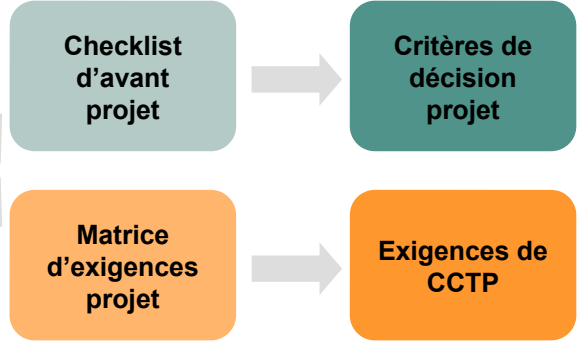 Checklist
d’avant
projet
Critères de
décision
projet
Matrice
d’exigences
projet
Exigences de
CCTP